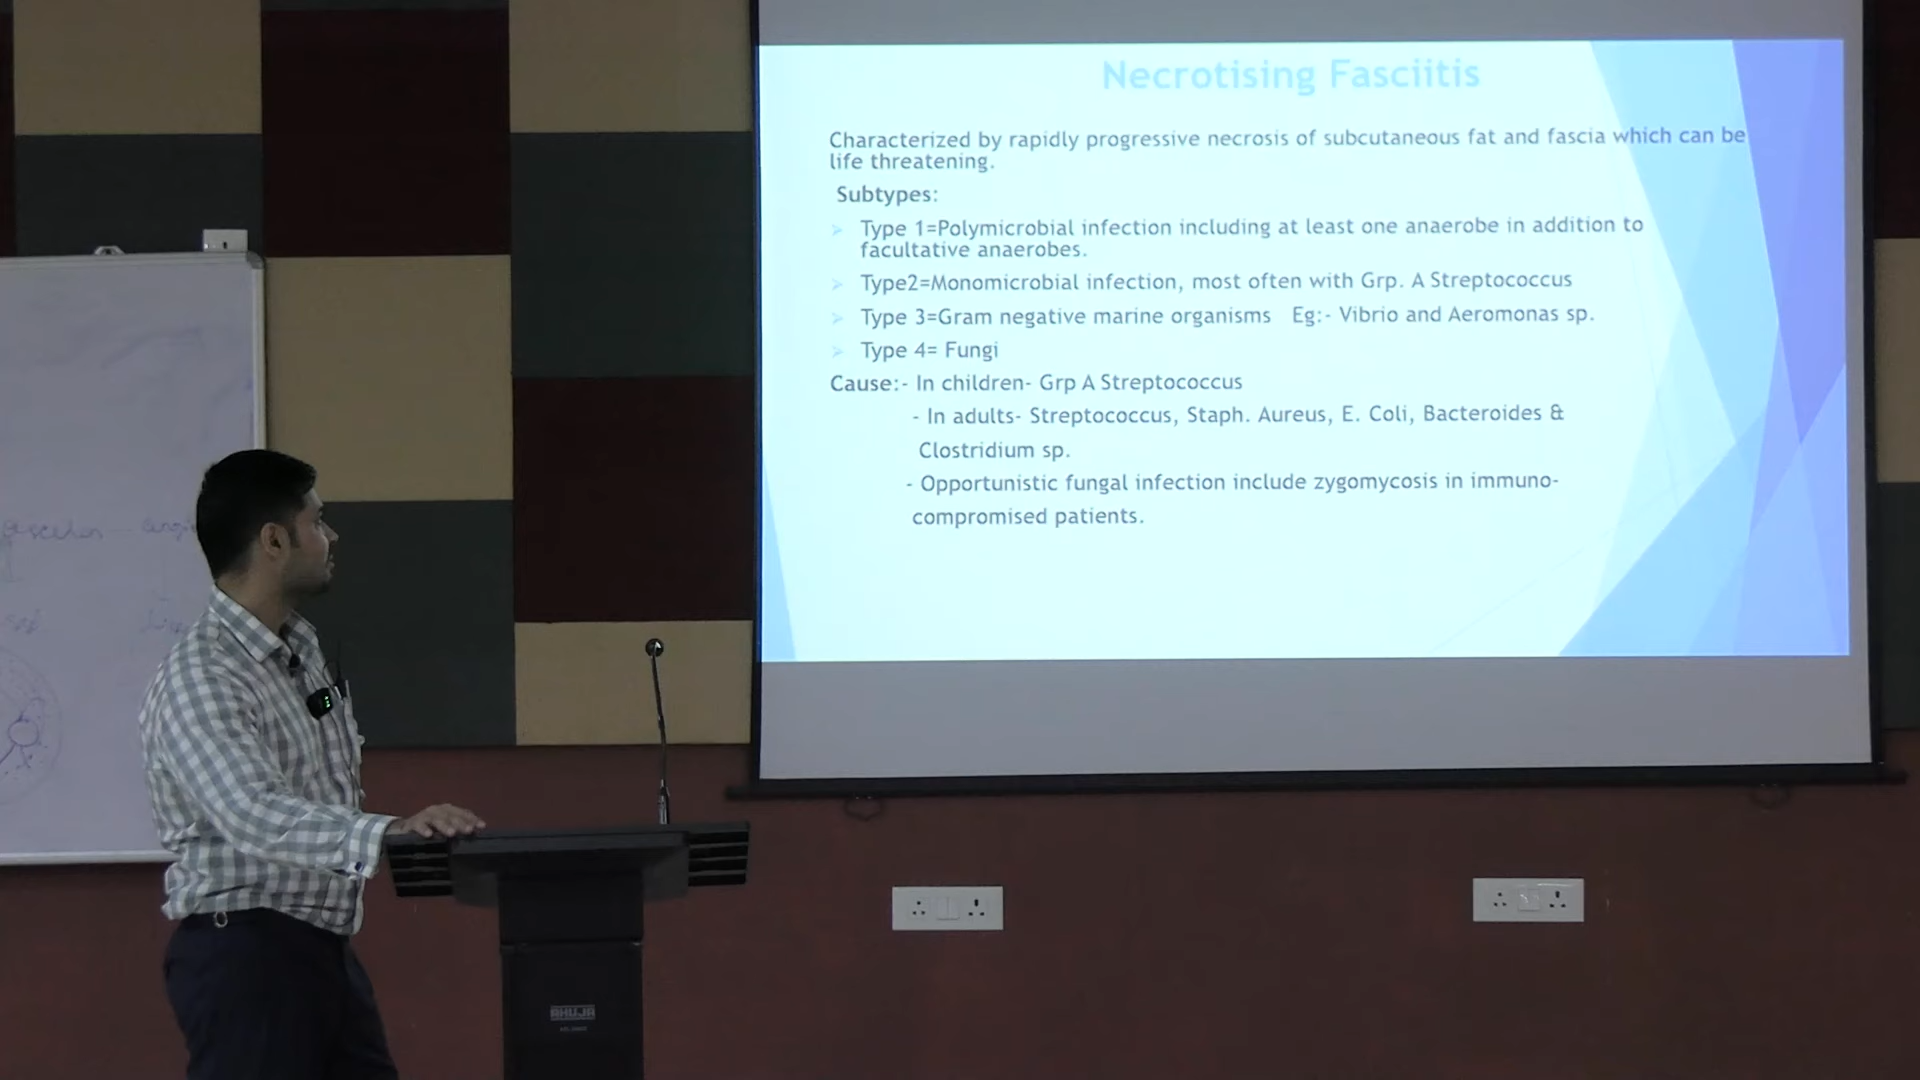 Necrotising Fasciitis
Characterized by rapidly progressive necrosis of subcutaneous fat and fascia which can be
life threatening.
Subtypes:
Type 1=Polymicrobial infection including at least one anaerobe in addition to
facultative anaerobes.
Type2=Monomicrobial infection, most often with Grp. A Streptococcus
Type 3=Gram negative marine organisms Eg:- Vibrio and Aeromonas sp.
Type 4= Fungi
Cause:- In children- Grp A Streptococcus
- In adults- Streptococcus, Staph. Aureus, E. Coli, Bacteroides &
Clostridium sp.
- Opportunistic fungal infection include zygomycosis in immuno-
compromised patients.
AHUJA